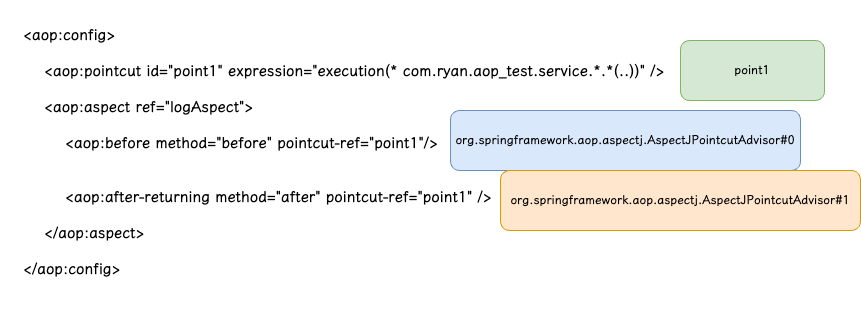 <aop:config>
<aop:pointcut id="point1" expression="execution(* com.ryan.aop_test.service.*.*(..))" />
point1
<aop:aspect ref="logAspect">
<aop:before method="before" pointcut-ref="point1"/>
org.springframework.aop.aspectj.AspectJPointcutAdvisor#0
<aop:after-returning method="after" pointcut-ref="point1" />
org.springframework.aop.aspectj.AspectJPointcutAdvisor#1
</aop:aspect>
</aop:config>